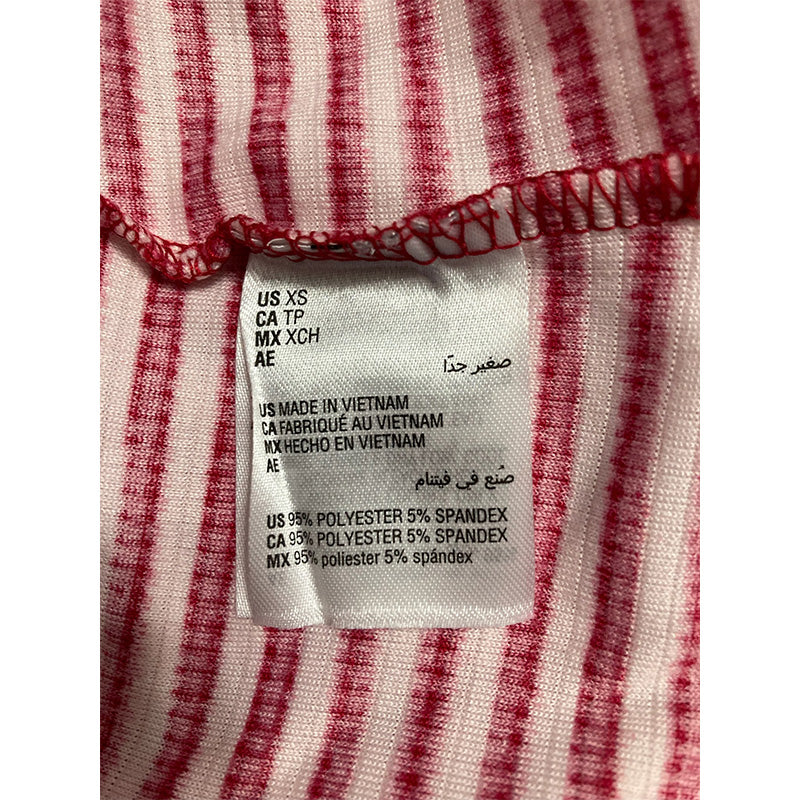 US XS
CA TP
MX XCH
AE
صغير جدًا
US MADE IN VIETNAM
CA FABRIQUÉ AU VIETNAM
MX HECHO EN VIETNAM
AE
صُنع في فيتنام
US 95% POLYESTER 5% SPANDEX
CA 95% POLYESTER 5% SPANDEX
MX 95% poliester 5% spándex